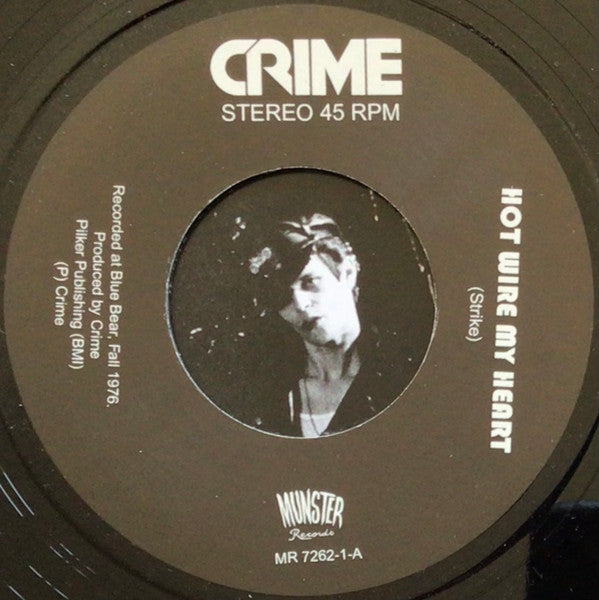 CRIME
STEREO 45 RPM
HOT WIRE MY HEART
(Strike)
Recorded at Blue Bear, Fall 1976.
Produced by Crime
Pilker Publishing (BMI)
(P) Crime
MUNSTER
Records
MR 7262-1-A